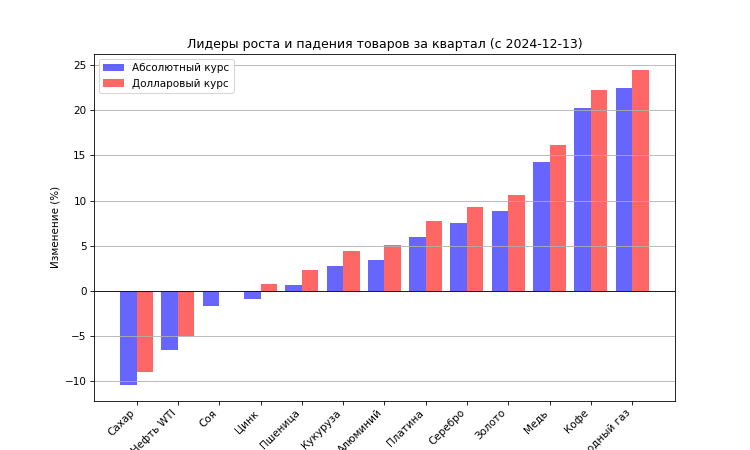 Лидеры роста и падения товаров за квартал (с 2024-12-13)
Абсолютный курс
Долларовый курс
Изменение (%)
25
20
15
10
5
0
−5
−10
Сахар
Нефть WTI
Соя
Цинк
Пшеница
Кукуруза
Алюминий
Платина
Серебро
Золото
Медь
Кофе
газ